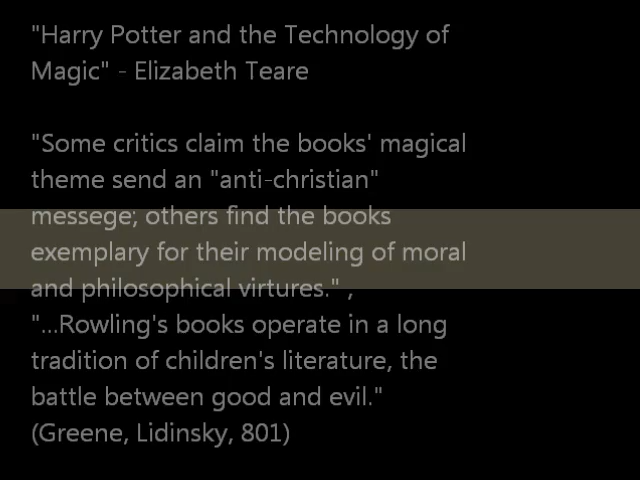 "Harry Potter and the Technology of
Magic" - Elizabeth Teare
"Some critics claim the books' magical
theme send an "anti-christian"
messege; others find the books
exemplary for their modeling of moral
and philosophical virtures." ,
"...Rowling's books operate in a long
tradition of children's literature, the
battle between good and evil."
(Greene, Lidinsky, 801)